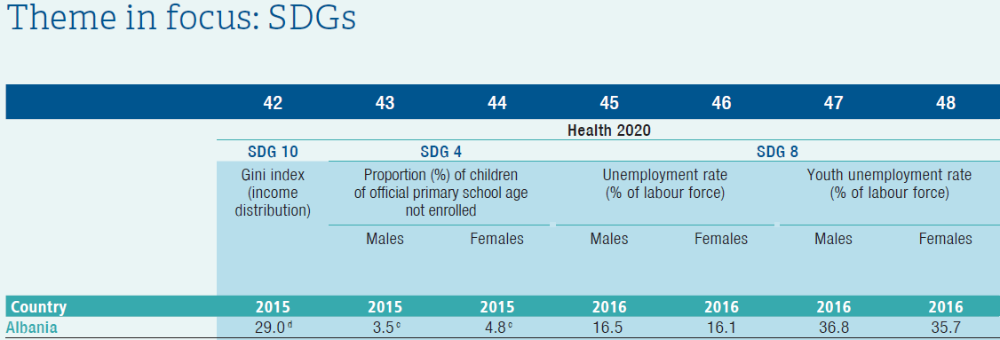 Theme in focus: SDGs
42 43 44 45 46 47 48
Health 2020
SDG 10 SDG 4 SDG 8
Gini index
(income
distribution)
Proportion (%) of children
of official primary school age
not enrolled
Unemployment rate
(% of labour force)
Youth unemployment rate
(% of labour force)
Males Females Males Females Males Females
Country 2015 2015 2015 2016 2016 2016 2016
Albania 29.0 d 3.5 c 4.8 c 16.5 16.1 36.8 35.7